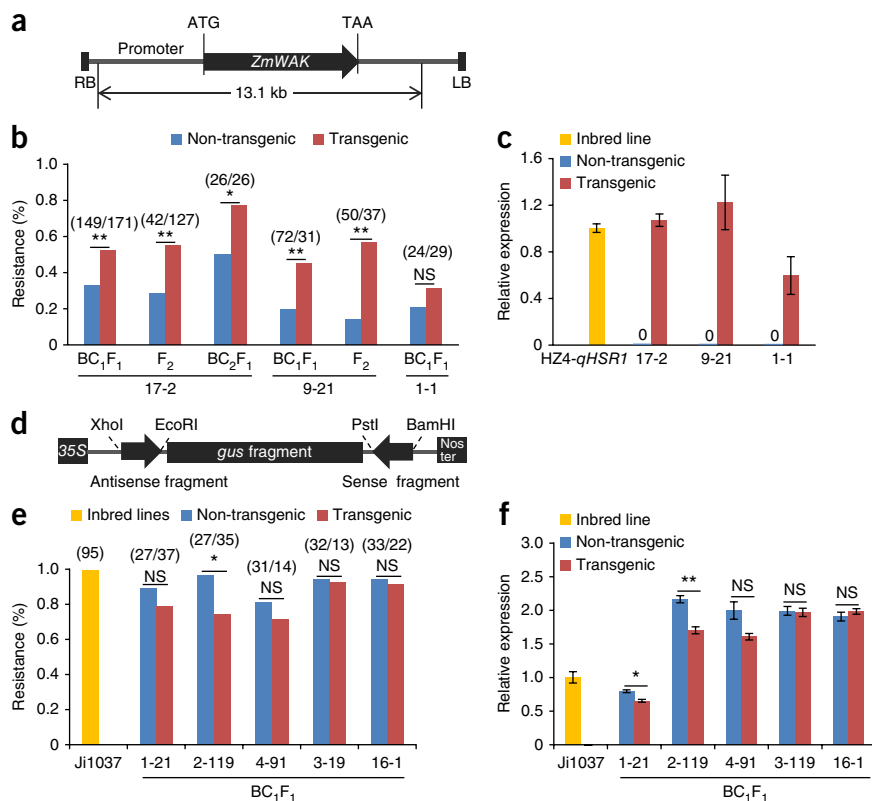 a
ATG TAA
Promoter ZmWAK
RB LB
13.1 kb
b
Non-transgenic Transgenic
Resistance (%)
1.0
0.8
0.6
0.4
0.2
0
(149/171)
**
(42/127)
**
(26/26)
*
(72/31)
**
(50/37)
**
(24/29)
NS
BC1F1 F2 BC2F1 BC1F1 F2 BC1F1
17-2 9-21 1-1
c
Inbred line
Non-transgenic
Transgenic
Relative expression
1.6
1.2
0.8
0.4
0
0 0 0
HZ4-qHSR1 17-2 9-21 1-1
d
XhoI EcoRI PstI BamHI
35S gus fragment Nos
ter
Antisense fragment Sense fragment
e
Inbred lines Non-transgenic Transgenic
Resistance (%)
1.0
0.8
0.6
0.4
0.2
0
(95)
(27/37)
NS
(27/35)
*
(31/14)
NS
(32/13)
NS
(33/22)
NS
Ji1037 1-21 2-119 4-91 3-19 16-1
BC1F1
f
Inbred line
Non-transgenic
Transgenic
Relative expression
3.0
2.5
2.0
1.5
1.0
0.5
0
*
**
NS
NS
NS
Ji1037 1-21 2-119 4-91 3-119 16-1
BC1F1